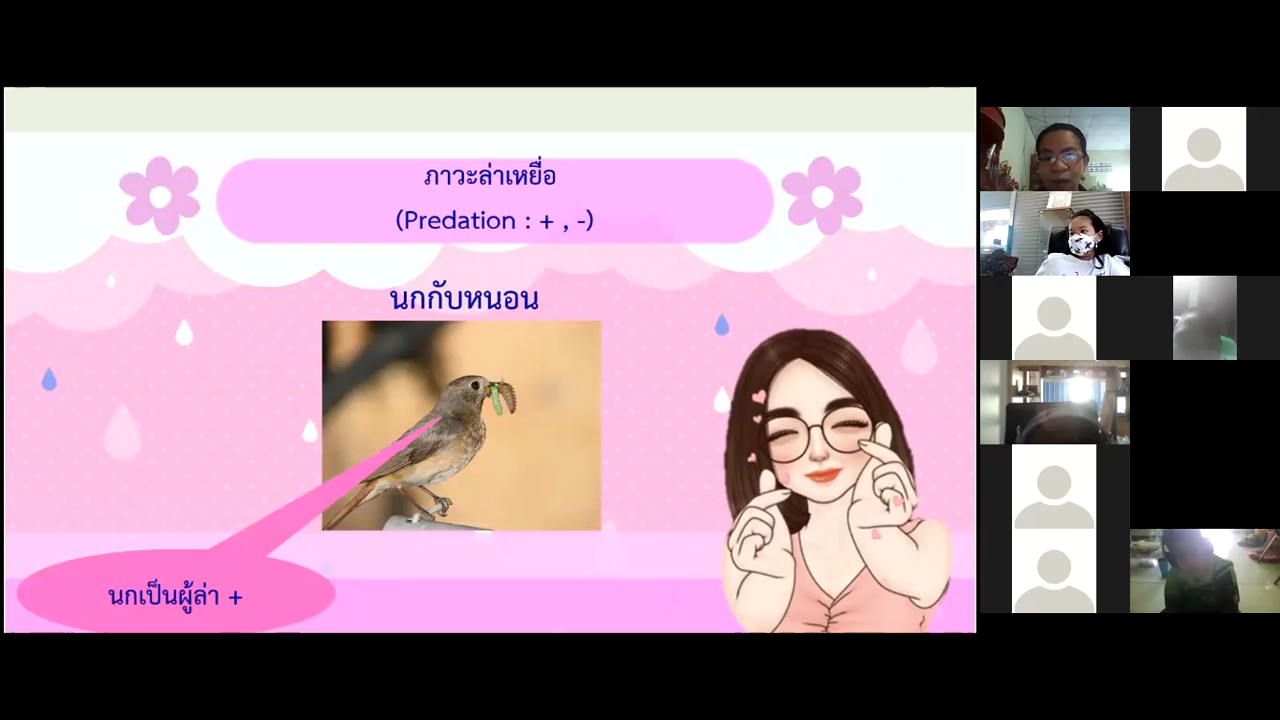 ภาวะล่าเหยื่อ
(Predation : + , -)
นกกับหนอน
นกเป็นผู้ล่า +